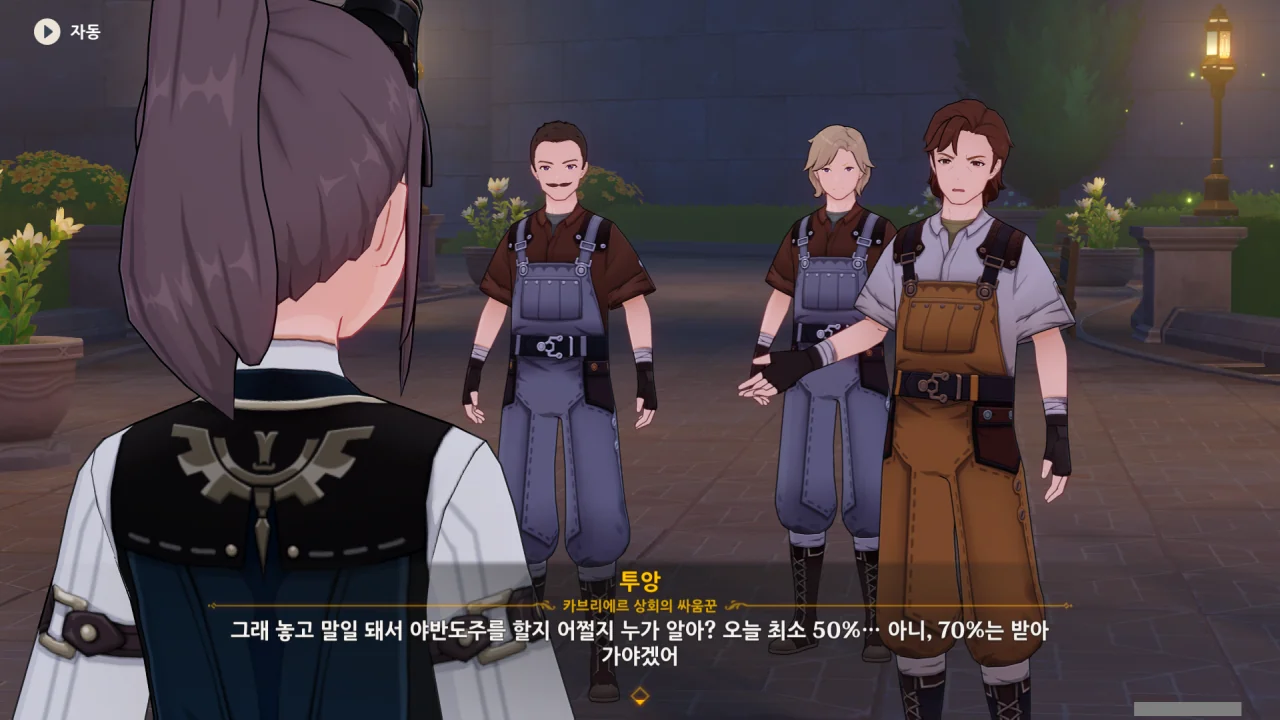 자동
투앙
카브리에르 상회의 싸움꾼
그래 놓고 말일 돼서 야반도주를 할지 어쩔지 누가 알아? 오늘 최소 50%… 아니, 70%는 받아
가야겠어